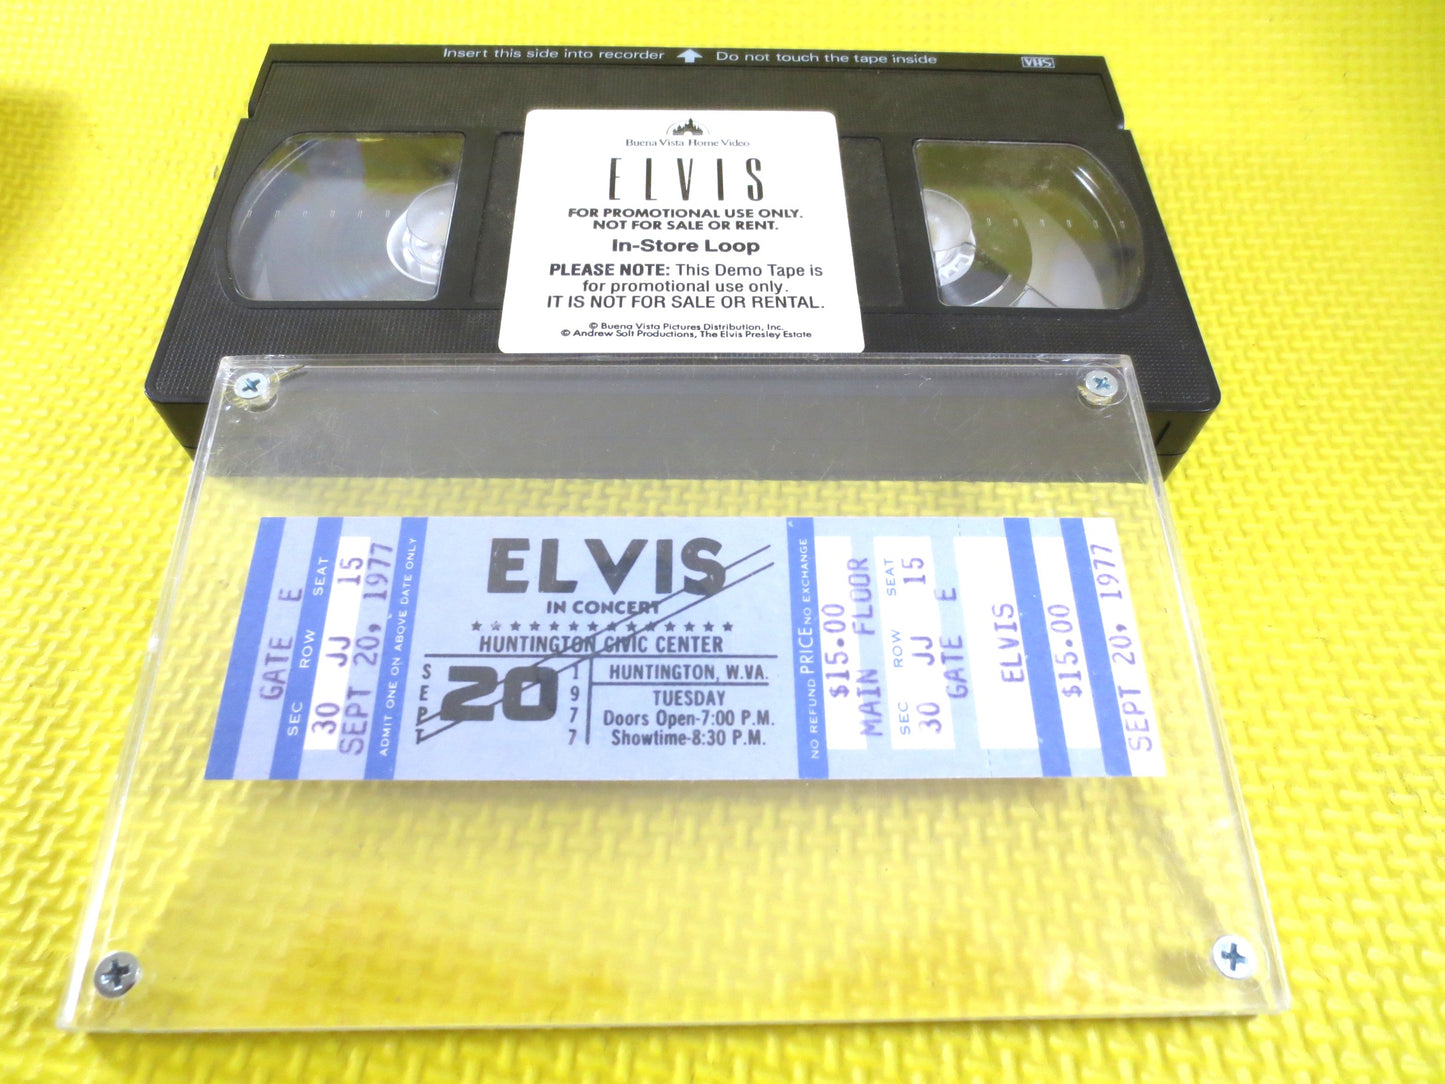 Insert this side into recorder Do not touch the tape inside
VHS
Buena Vista Home Video
ELVIS
FOR PROMOTIONAL USE ONLY.
NOT FOR SALE OR RENT.
In-Store Loop
PLEASE NOTE: This Demo Tape is
for promotional use only.
IT IS NOT FOR SALE OR RENTAL.
© Buena Vista Pictures Distribution, Inc.
© Andrew Solt Productions, The Elvis Presley Estate
GATE E
SEC ROW SEAT
30 JJ 15
SEPT 20, 1977
ADMIT ONE ON ABOVE DATE ONLY
ELVIS
IN CONCERT
HUNTINGTON CIVIC CENTER
SEPT
20
1977
HUNTINGTON, W.VA.
TUESDAY
Doors Open-7:00 P.M.
Showtime-8:30 P.M.
NO REFUND PRICE NO EXCHANGE
$15.00
MAIN FLOOR
SEC ROW SEAT
30 JJ 15
GATE E
ELVIS
$15.00
SEPT 20, 1977